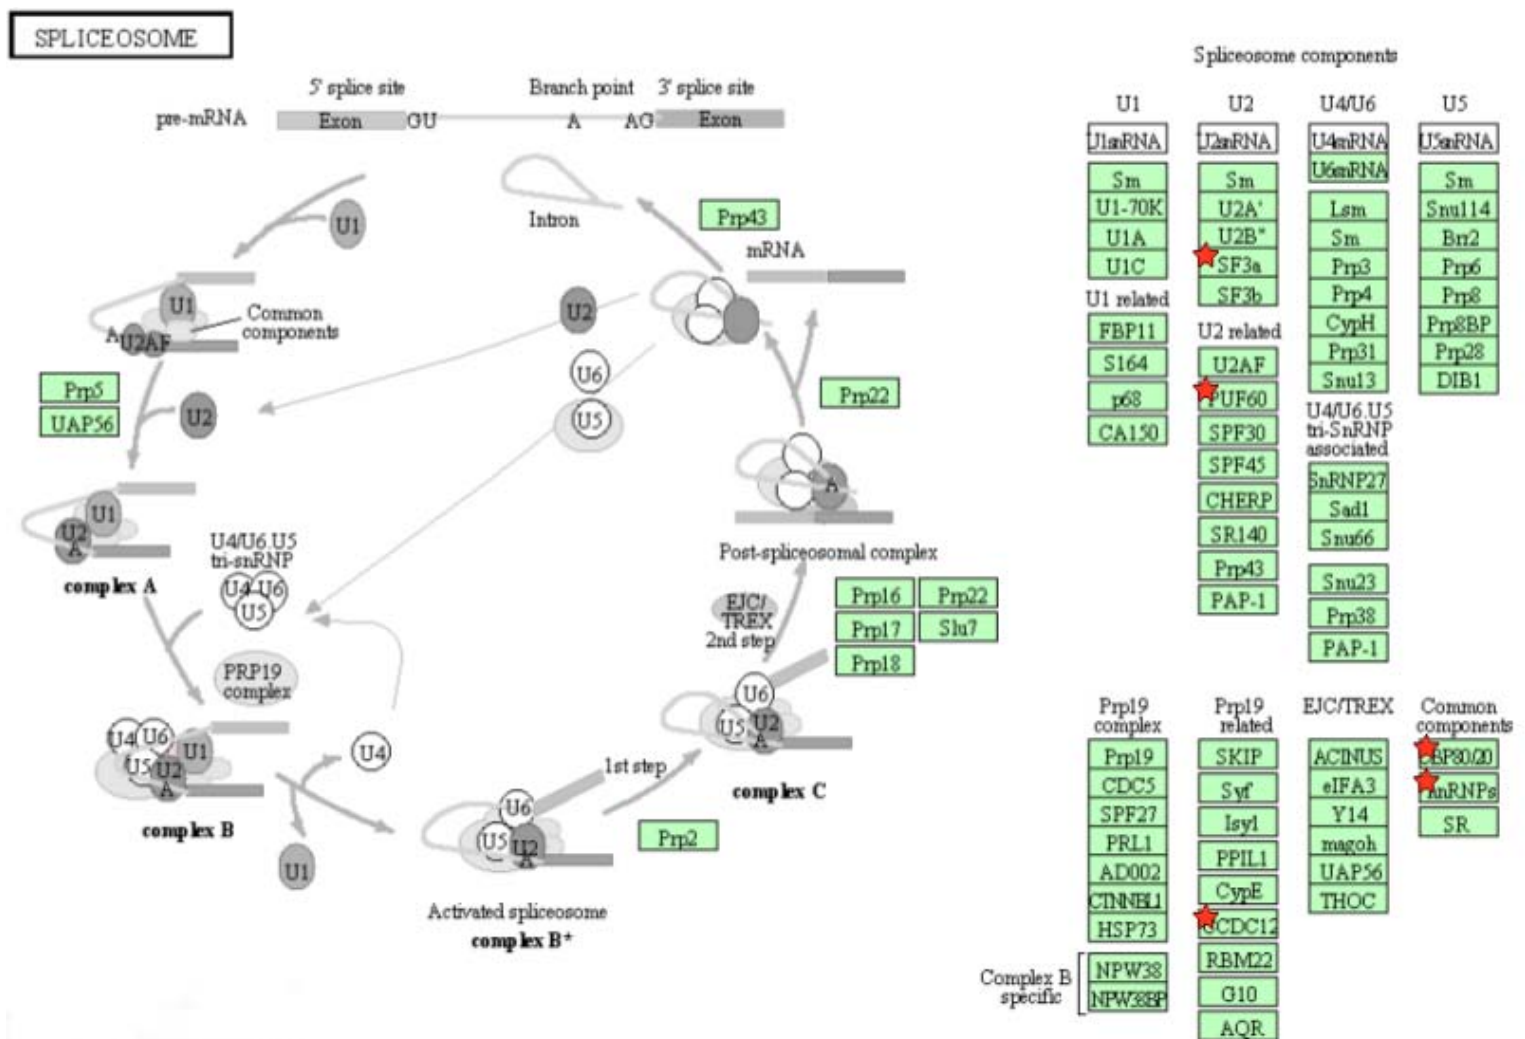 SPLICEOSOME
5' splice site
Branch point
3' splice site
pre-mRNA
Exon
GU
A
AG
Exon
U1
Intron
Prp43
mRNA
U1
Common
components
A
U2AF
Prp5
UAP56
U2
U2
U6
U5
Prp22
A
Post-spliceosomal complex
U1
U2
A
complex A
U4/U6.U5
tri-snRNP
U4
U6
U5
PRP19
complex
U4
U6
U1
U5
U2
A
complex B
U4
U1
1st step
U6
U5
U2
A
Prp2
Activated spliceosome
complex B*
EJC/
TREX
2nd step
Prp16
Prp22
Prp17
Slu7
Prp18
U6
U5
U2
A
complex C
Spliceosome components
U1
U1snRNA
Sm
U1-70K
U1A
U1C
U1 related
FBP11
S164
p68
CA150
U2
U2snRNA
Sm
U2A'
U2B"
SF3a
SF3b
U2 related
U2AF
PUF60
SPF30
SPF45
CHERP
SR140
Prp43
PAP-1
U4/U6
U4snRNA
U6snRNA
Lsm
Sm
Prp3
Prp4
CypH
Prp31
Snu13
U4/U6.U5
tri-SnRNP
associated
SnRNP27
Sad1
Snu66
Snu23
Prp38
PAP-1
U5
U5snRNA
Sm
Snu114
Brr2
Prp6
Prp8
Prp8BP
Prp28
DIB1
Prp19
complex
Prp19
CDC5
SPF27
PRL1
AD002
CTNNBL1
HSP73
Complex B
specific
NPW38
NPW38BP
Prp19
related
SKIP
Syf
Isy1
PPIL1
CypE
CCDC12
RBM22
G10
AQR
EJC/TREX
ACINUS
eIFA3
Y14
magoh
UAP56
THOC
Common
components
BP80/20
hnRNPs
SR